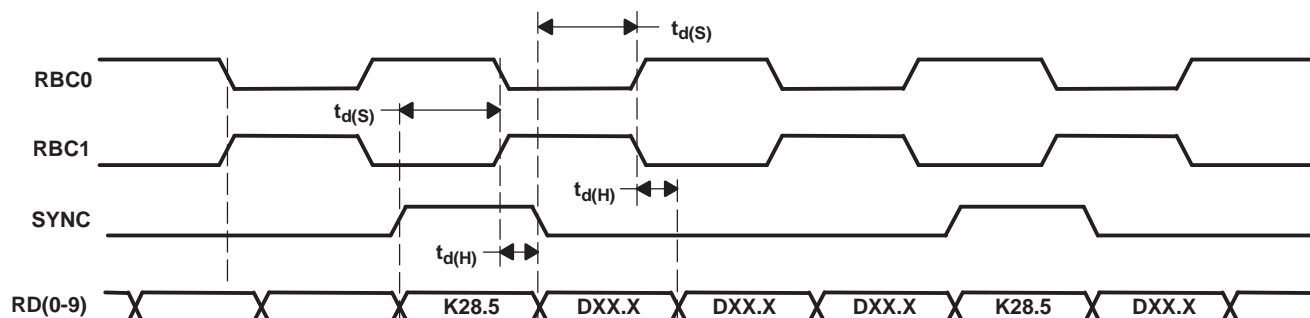 t_d(S)
RBC0
t_d(S)
RBC1
t_d(H)
SYNC
t_d(H)
RD(0-9) K28.5 DXX.X DXX.X DXX.X K28.5 DXX.X